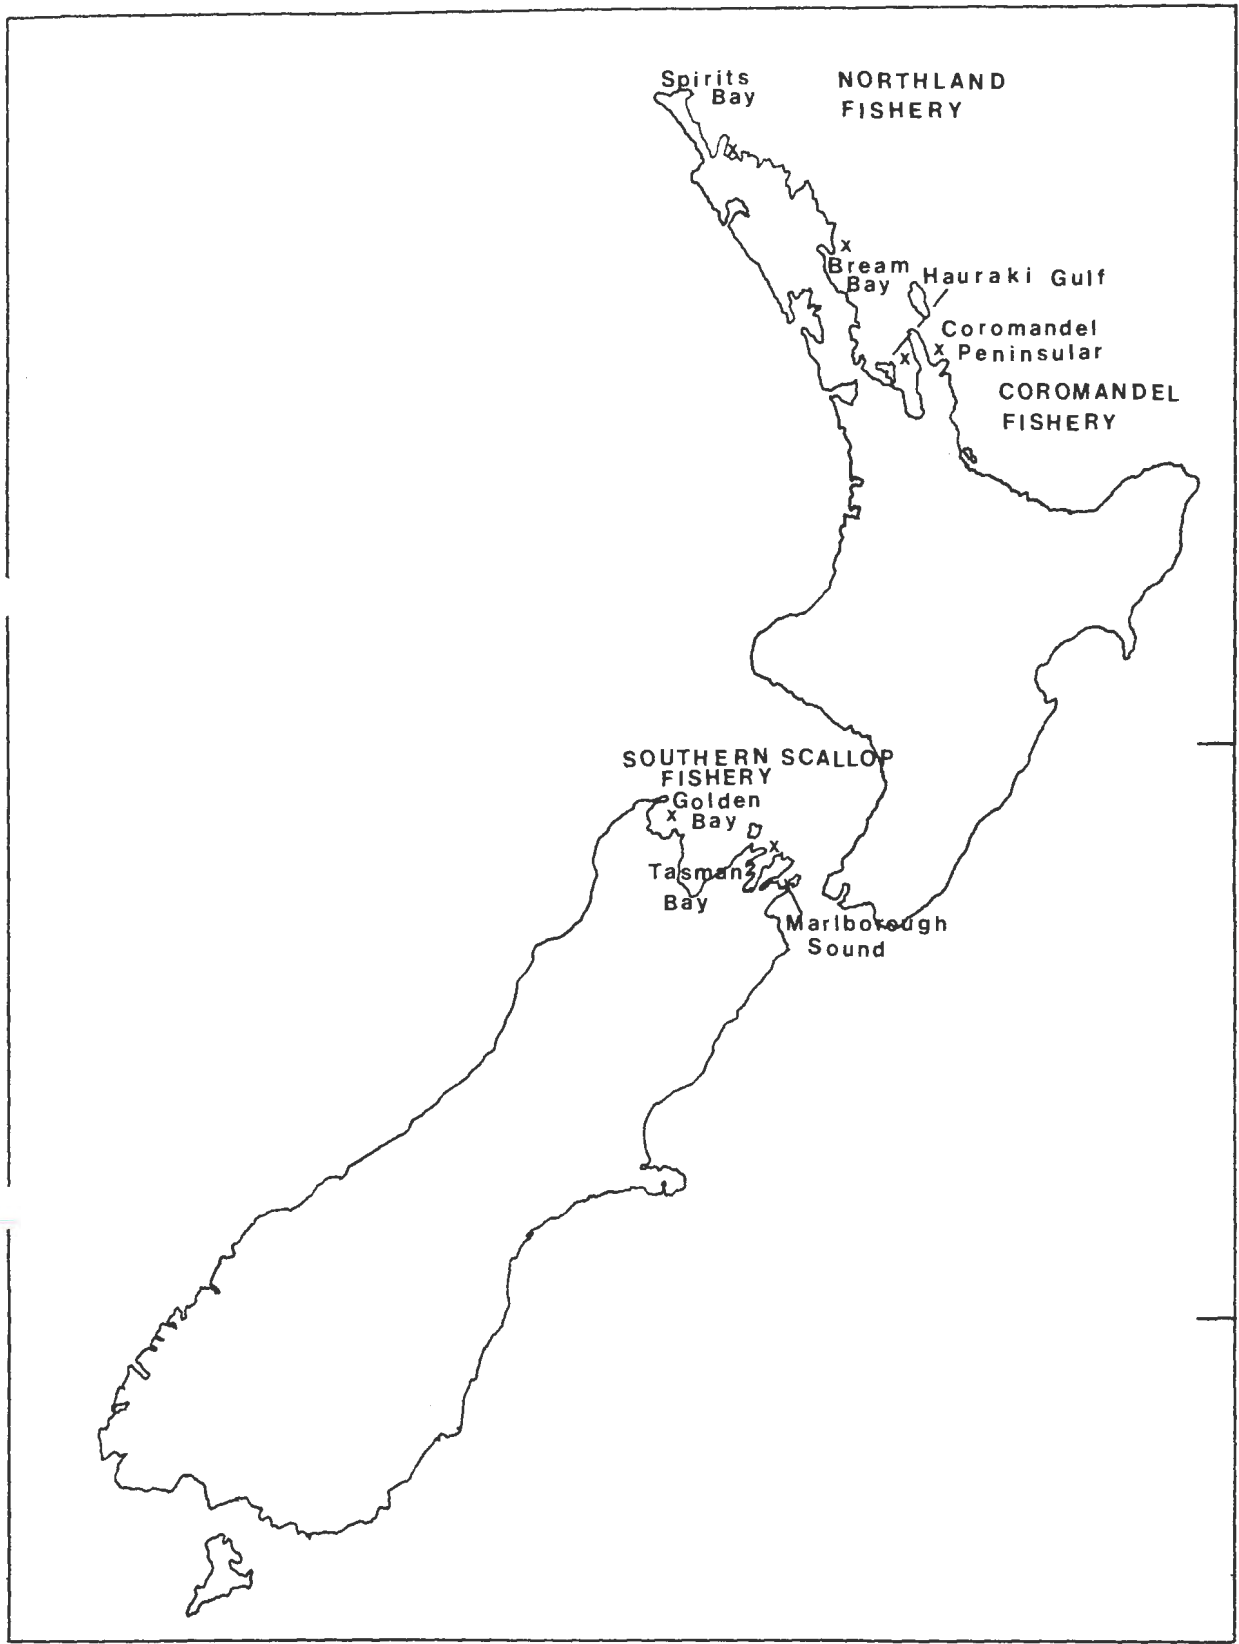 Spirits
Bay
NORTHLAND
FISHERY
x
x
Bream
Bay
Hauraki Gulf
Coromandel
x
x Peninsular
COROMANDEL
FISHERY
SOUTHERN SCALLOP
FISHERY
Golden
x Bay
x
Tasman
Bay
x
Marlborough
Sound